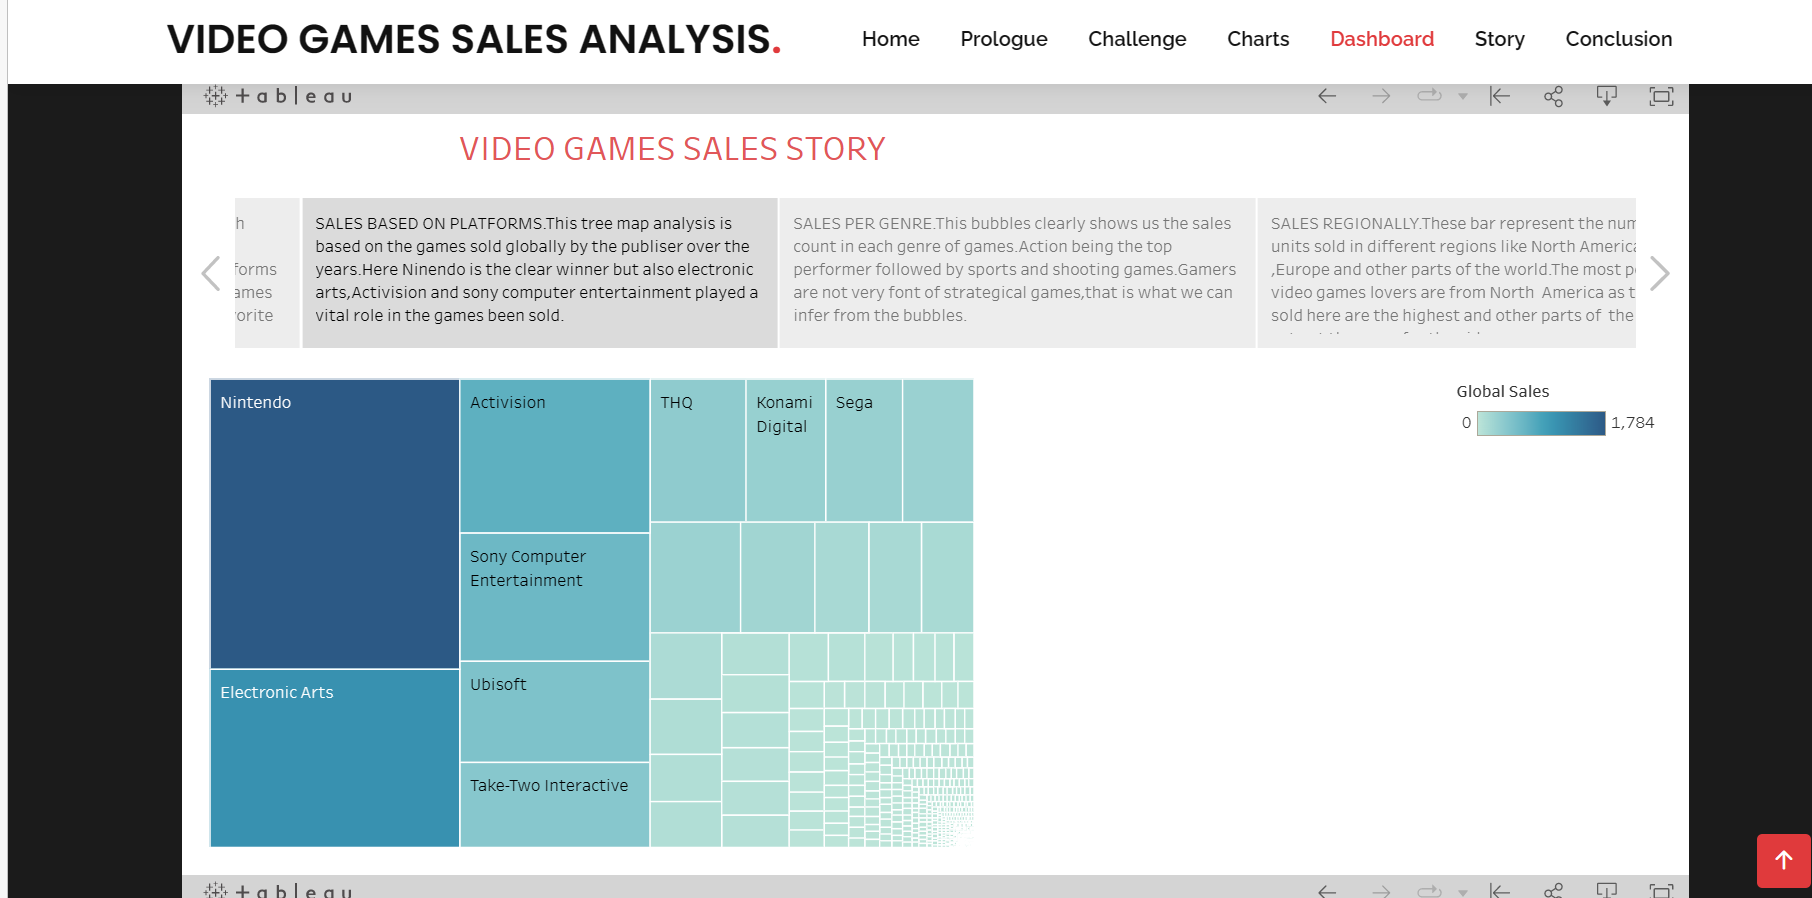 VIDEO GAMES SALES ANALYSIS.
Home Prologue Challenge Charts Dashboard Story Conclusion
+ableau
VIDEO GAMES SALES STORY
h
forms
ames
orite
SALES BASED ON PLATFORMS.This tree map analysis is
based on the games sold globally by the publiser over the
years.Here Ninendo is the clear winner but also electronic
arts,Activision and sony computer entertainment played a
vital role in the games been sold.
SALES PER GENRE.This bubbles clearly shows us the sales
count in each genre of games.Action being the top
performer followed by sports and shooting games.Gamers
are not very font of strategical games,that is what we can
infer from the bubbles.
SALES REGIONALLY.These bar represent the num
units sold in different regions like North America
,Europe and other parts of the world.The most p
video games lovers are from North America as t
sold here are the highest and other parts of the
Nintendo
Electronic Arts
Activision
Sony Computer
Entertainment
Ubisoft
Take-Two Interactive
THQ
Konami
Digital
Sega
Global Sales
0 1,784
+ableau